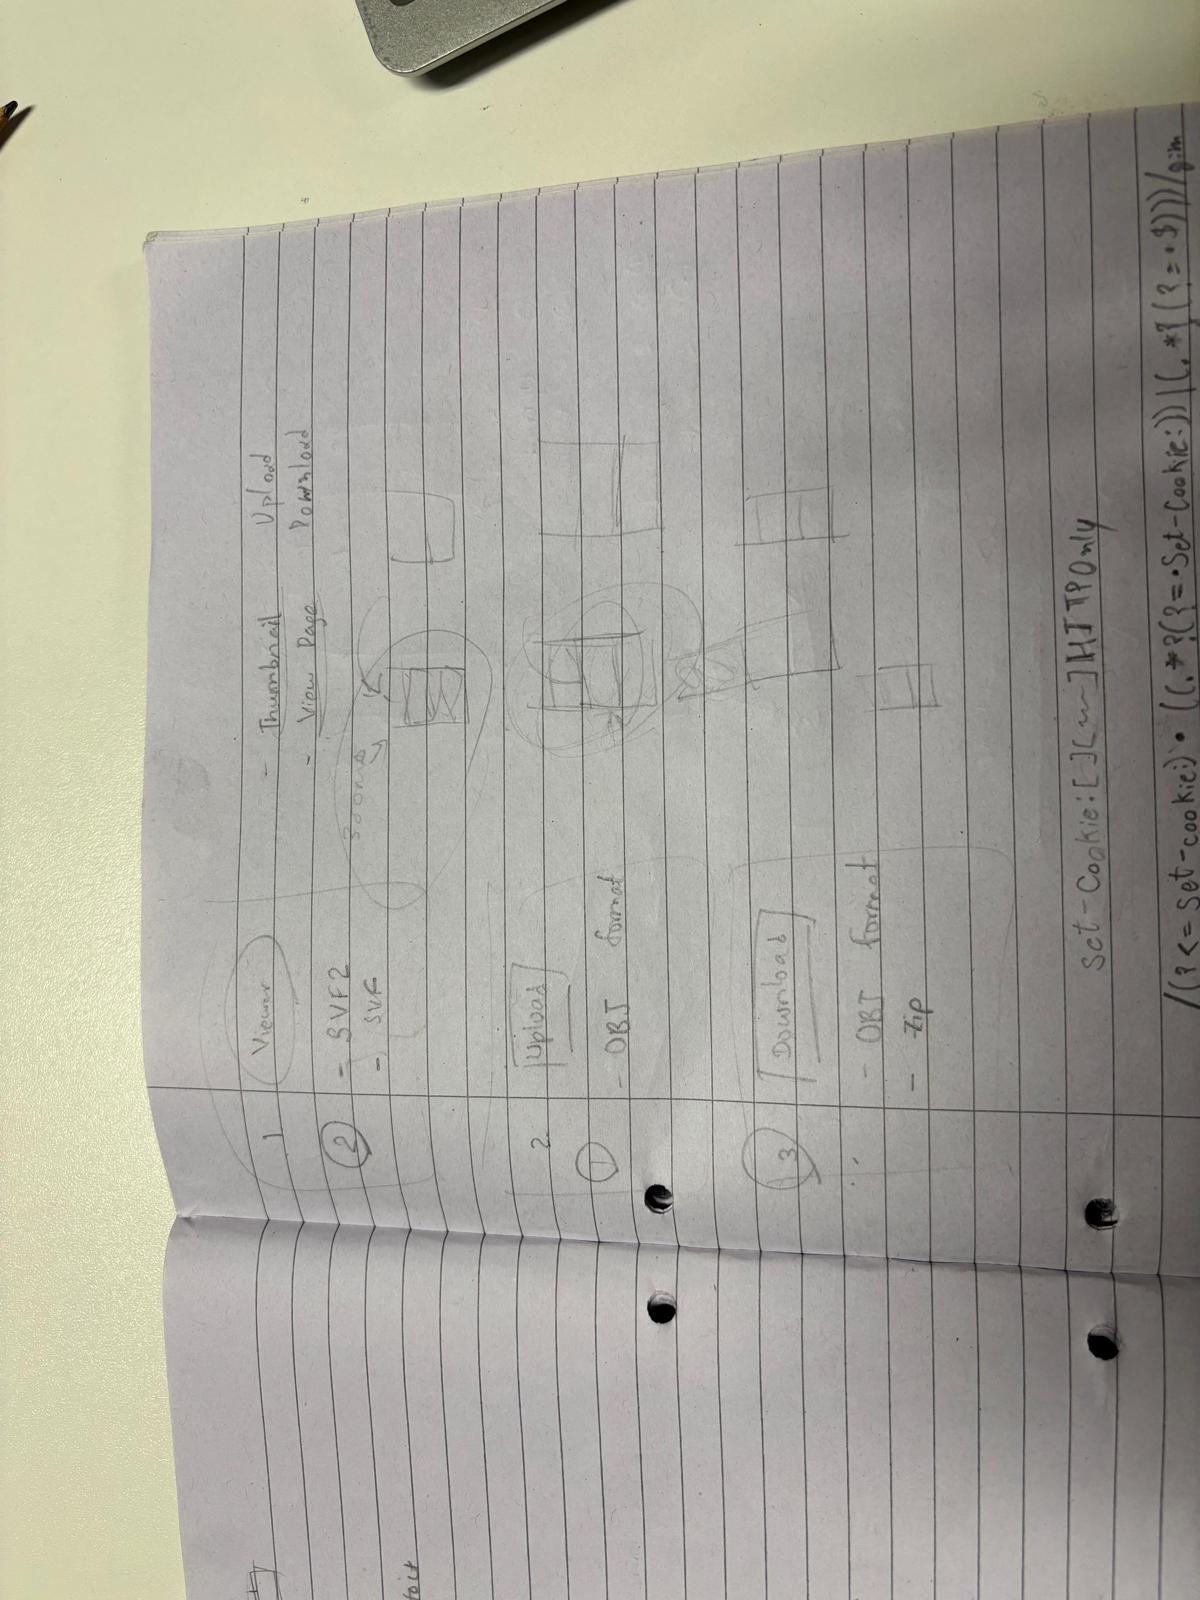 1 Viewer - Thumbnail Upload
- View Page Download
② - SVF2
- SVF
2 Upload
① - OBJ format
③ Download
- OBJ format
- Zip
Set-Cookie:[ ][~~]HTTPOnly
/(?<=Set-cookie:)•((.*?(?=•Set-Cookie:))|(.*?(?=•$)))/gim